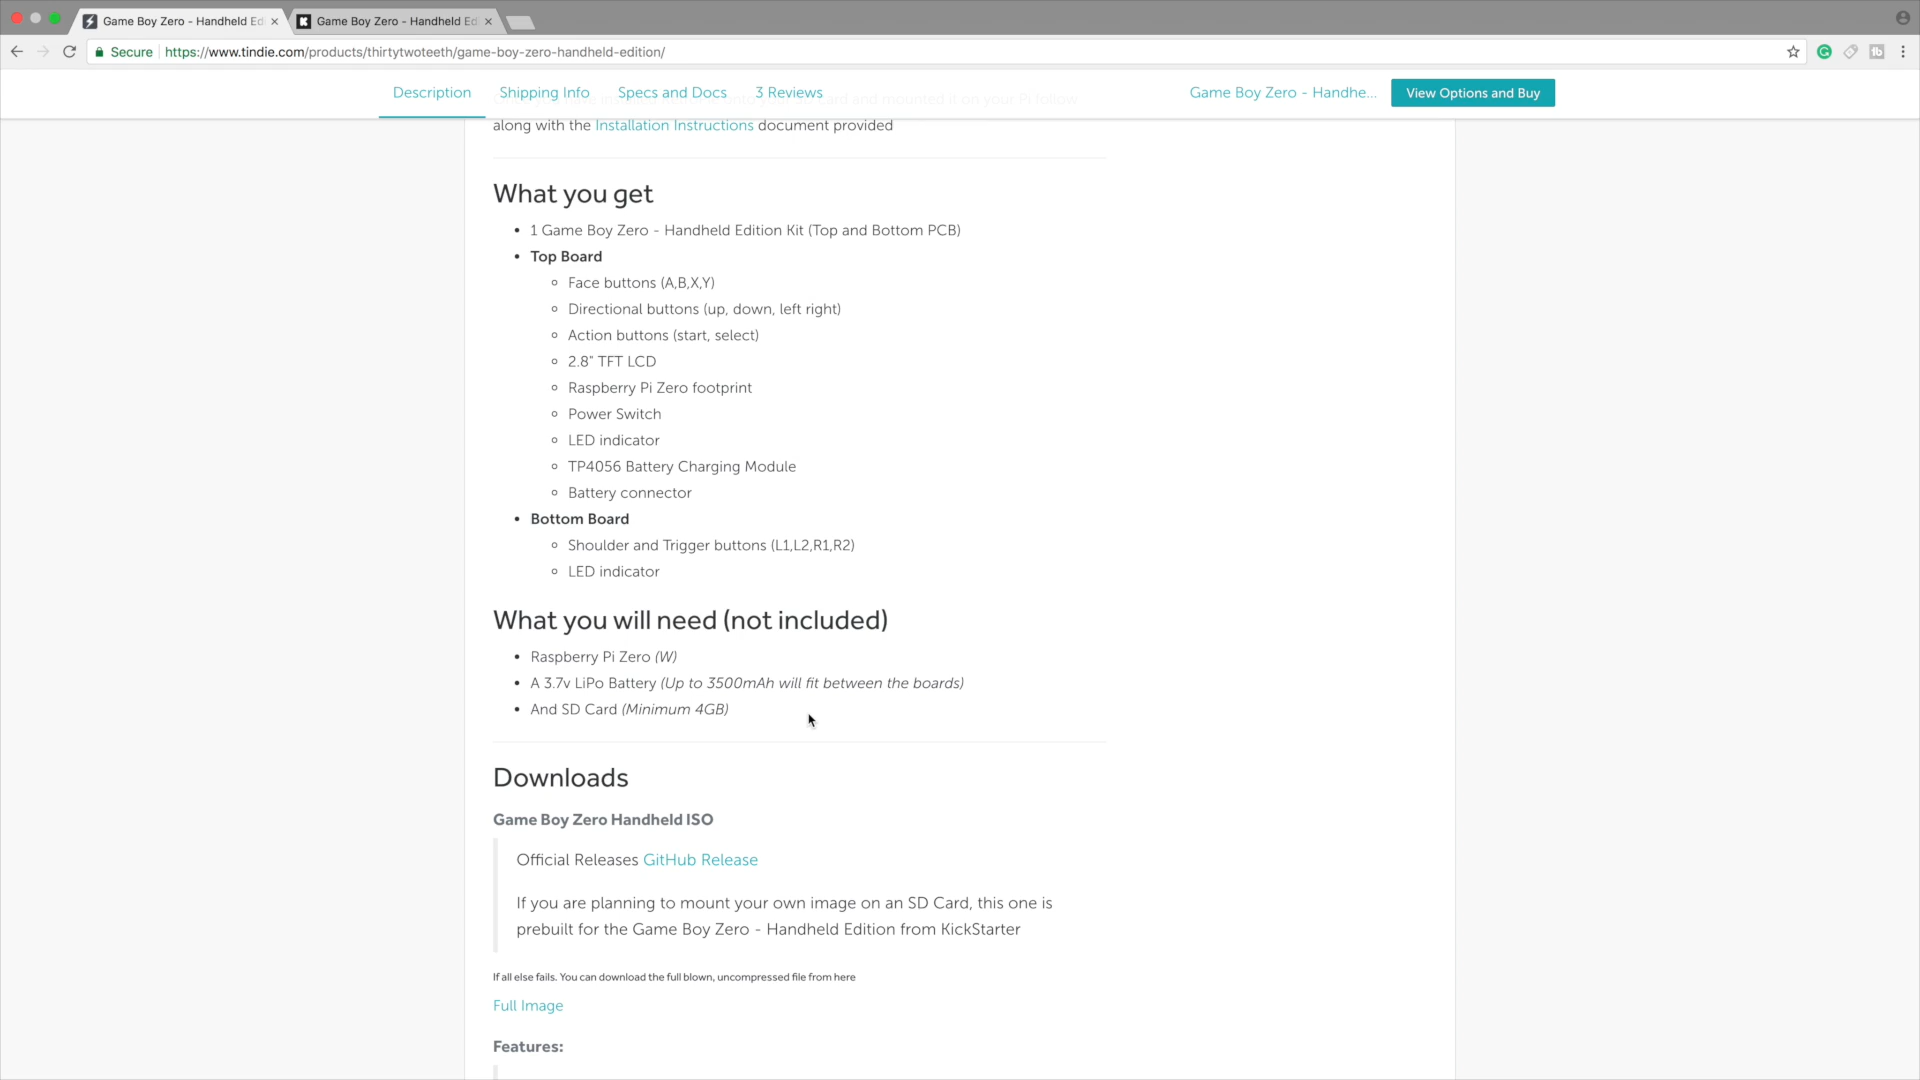 Game Boy Zero - Handheld Ed
Game Boy Zero - Handheld Ed
Secure
https://www.tindie.com/products/thirtytwoteeth/game-boy-zero-handheld-edition/
Description
Shipping Info
Specs and Docs
3 Reviews
Game Boy Zero - Handhe...
View Options and Buy
along with the Installation Instructions document provided
What you get
• 1 Game Boy Zero - Handheld Edition Kit (Top and Bottom PCB)
• Top Board
◦ Face buttons (A,B,X,Y)
◦ Directional buttons (up, down, left right)
◦ Action buttons (start, select)
◦ 2.8" TFT LCD
◦ Raspberry Pi Zero footprint
◦ Power Switch
◦ LED indicator
◦ TP4056 Battery Charging Module
◦ Battery connector
• Bottom Board
◦ Shoulder and Trigger buttons (L1,L2,R1,R2)
◦ LED indicator
What you will need (not included)
• Raspberry Pi Zero (W)
• A 3.7v LiPo Battery (Up to 3500mAh will fit between the boards)
• And SD Card (Minimum 4GB)
Downloads
Game Boy Zero Handheld ISO
Official Releases GitHub Release
If you are planning to mount your own image on an SD Card, this one is
prebuilt for the Game Boy Zero - Handheld Edition from KickStarter
If all else fails. You can download the full blown, uncompressed file from here
Full Image
Features: